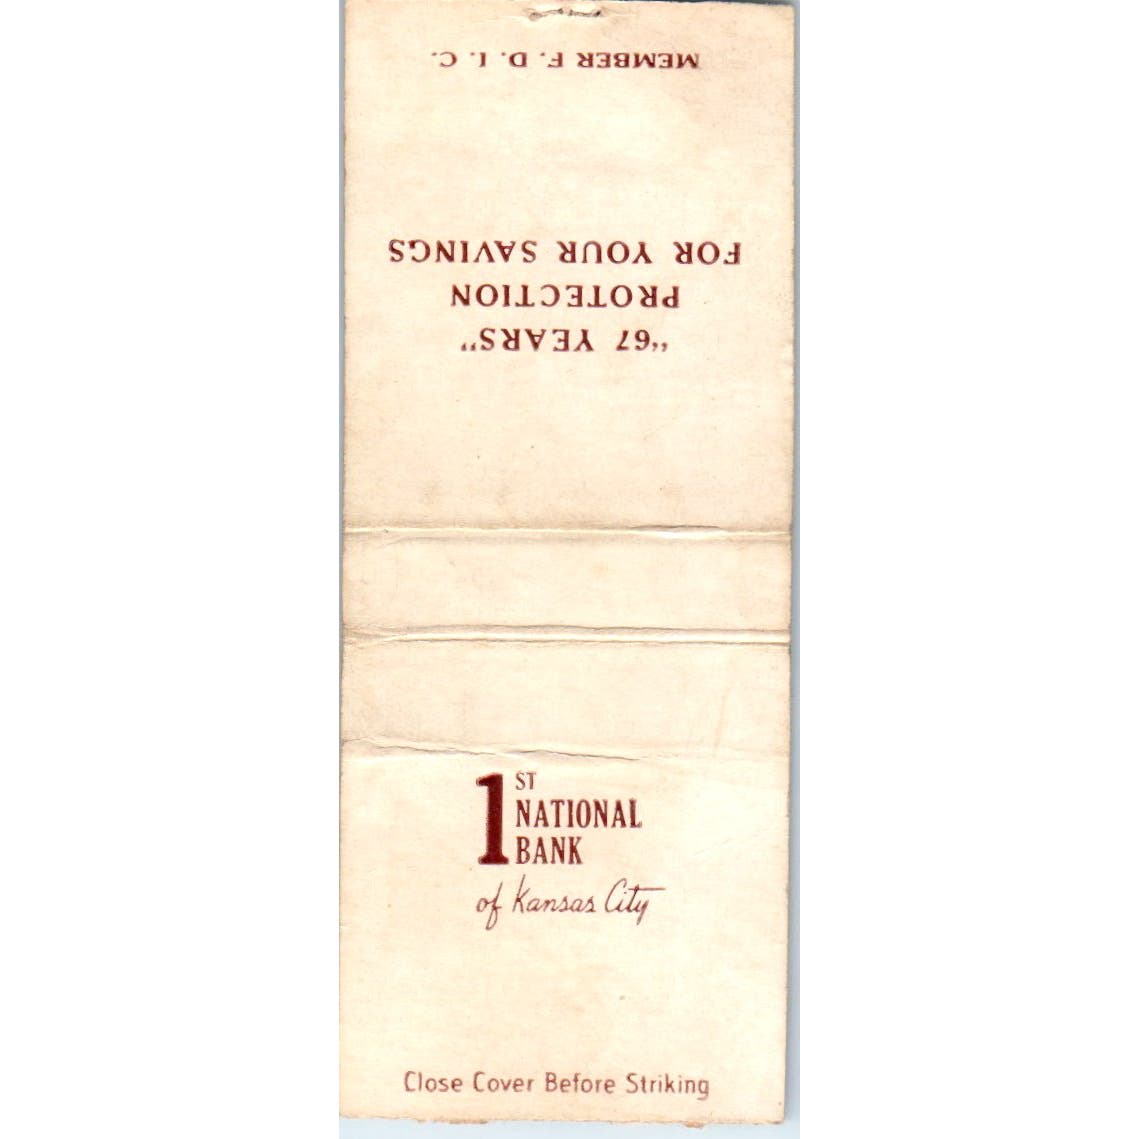 "67 YEARS"
PROTECTION
FOR YOUR SAVINGS
MEMBER F. D. I. C.
1ST
NATIONAL
BANK
of Kansas City
Close Cover Before Striking